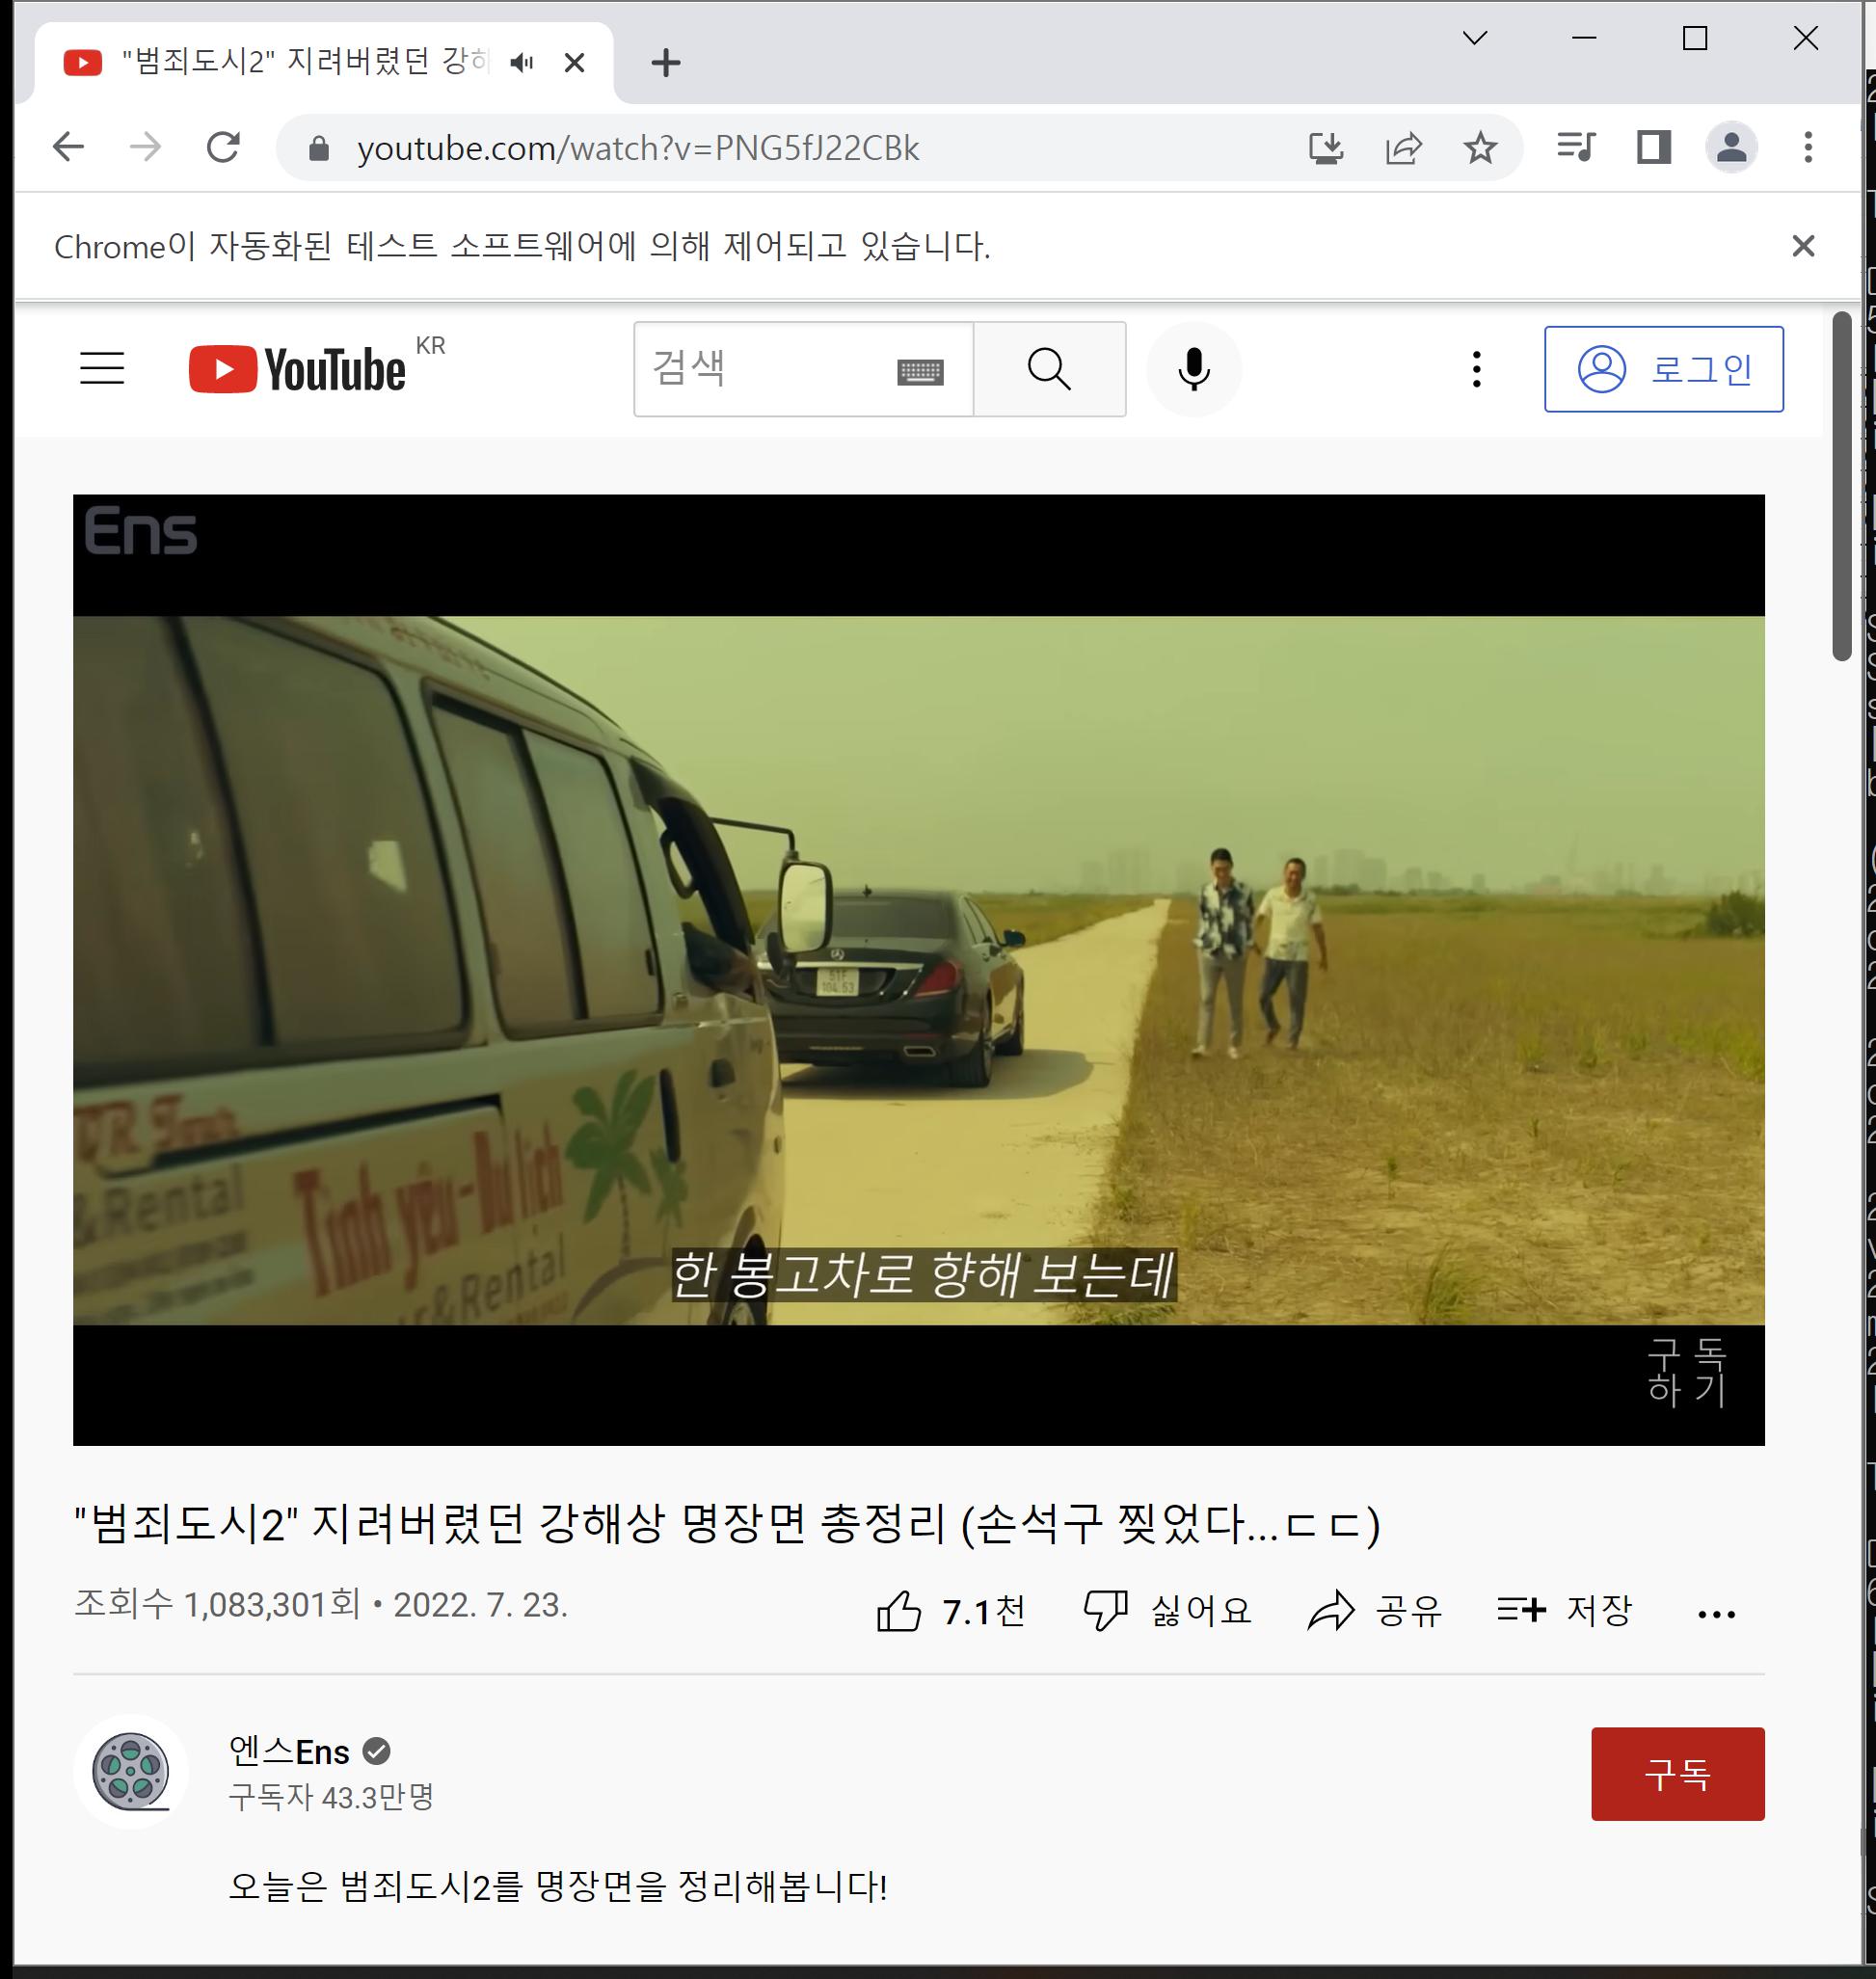 "범죄도시2" 지려버렸던 강해
youtube.com/watch?v=PNG5fJ22CBk
Chrome이 자동화된 테스트 소프트웨어에 의해 제어되고 있습니다.
YouTube KR
검색
로그인
Ens
51F
104.53
&Rental
Tình yêu-Du lịch
&Rental
한 봉고차로 향해 보는데
구독
하기
"범죄도시2" 지려버렸던 강해상 명장면 총정리 (손석구 찢었다...ㄷㄷ)
조회수 1,083,301회 • 2022. 7. 23.
7.1천 싫어요 공유 저장
엔스Ens
구독자 43.3만명
구독
오늘은 범죄도시2를 명장면을 정리해봅니다!